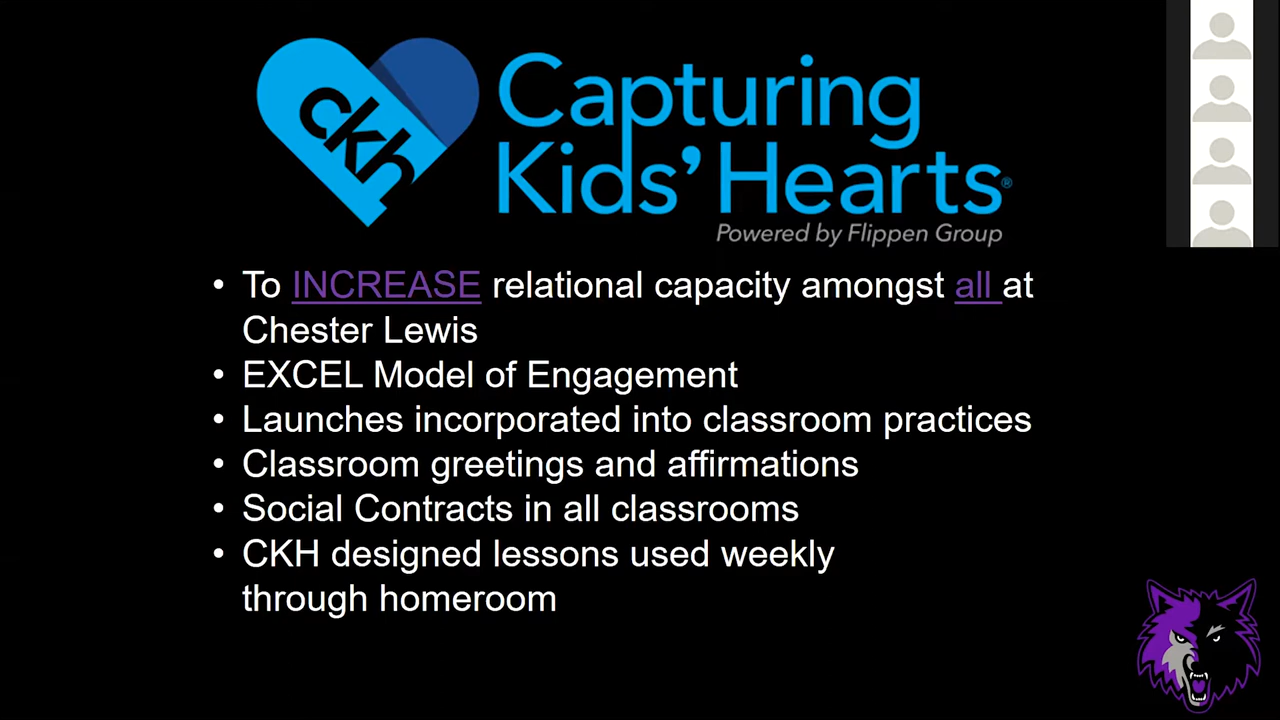 ckh
Capturing
Kids' Hearts®
Powered by Flippen Group
• To INCREASE relational capacity amongst all at
Chester Lewis
• EXCEL Model of Engagement
• Launches incorporated into classroom practices
• Classroom greetings and affirmations
• Social Contracts in all classrooms
• CKH designed lessons used weekly
through homeroom